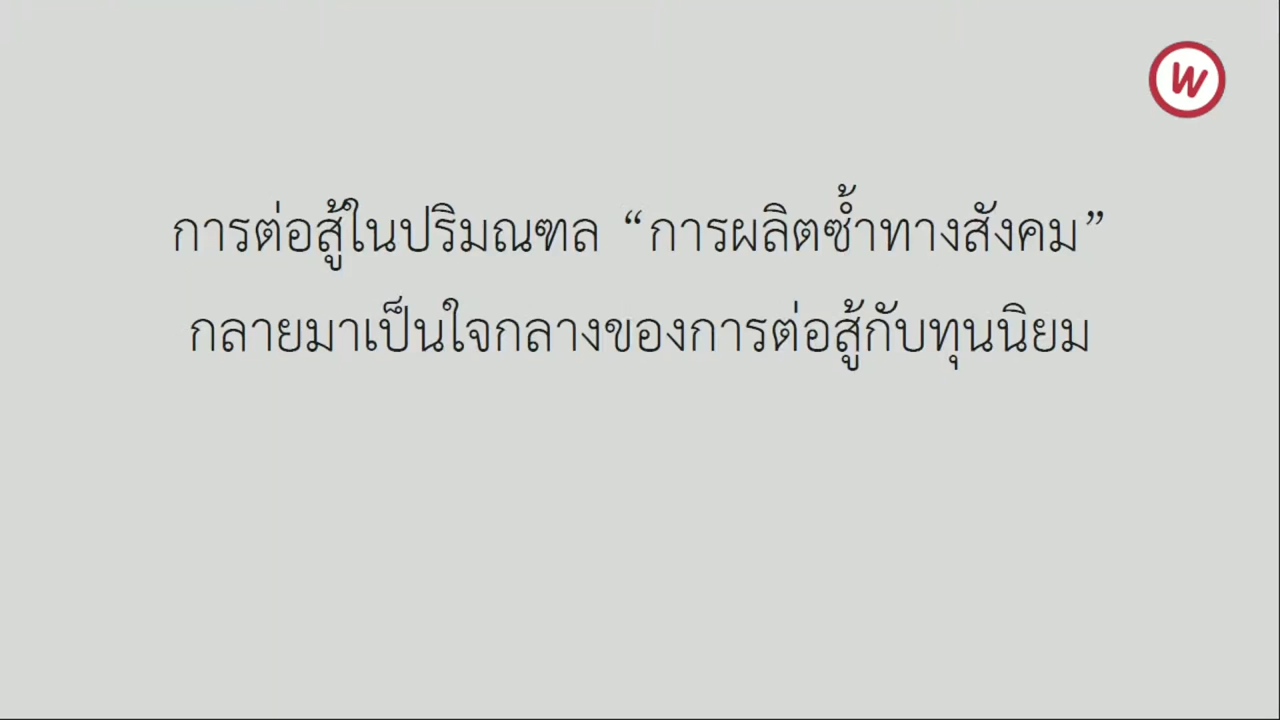 W
การต่อสู้ในปริมณฑล “การผลิตซ้ำทางสังคม”
กลายมาเป็นใจกลางของการต่อสู้กับทุนนิยม